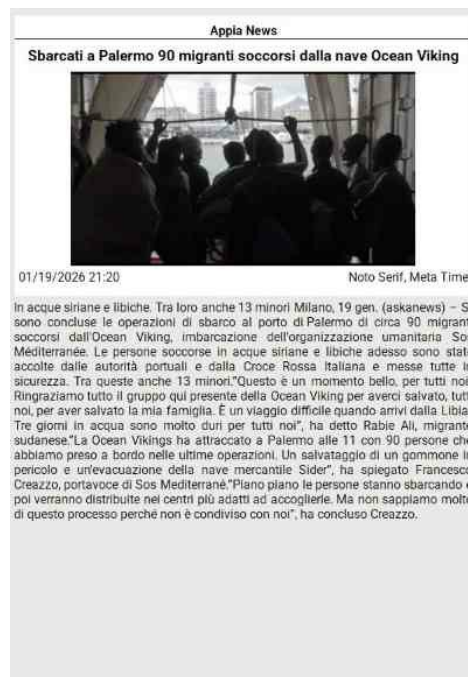 Appia News
Sbarcati a Palermo 90 migranti soccorsi dalla nave Ocean Viking
01/19/2026 21:20
Noto Serif, Meta Time
In acque siriane e libiche. Tra loro anche 13 minori Milano, 19 gen. (askanews) – S
sono concluse le operazioni di sbarco al porto di Palermo di circa 90 migrant
soccorsi dall'Ocean Viking, imbarcazione dell'organizzazione umanitaria So
Méditerranée. Le persone soccorse in acque siriane e libiche adesso sono stat
accolte dalle autorità portuali e dalla Croce Rossa Italiana e messe tutte i
sicurezza. Tra queste anche 13 minori."Questo è un momento bello, per tutti noi
Ringraziamo tutto il gruppo qui presente della Ocean Viking per averci salvato, tutt
noi, per aver salvato la mia famiglia. È un viaggio difficile quando arrivi dalla Libia
Tre giorni in acqua sono molto duri per tutti noi", ha detto Rabie Ali, migrant
sudanese."La Ocean Vikings ha attraccato a Palermo alle 11 con 90 persone che
abbiamo preso a bordo nelle ultime operazioni. Un salvataggio di un gommone i
pericolo e un'evacuazione della nave mercantile Sider", ha spiegato Francesco
Creazzo, portavoce di Sos Mediterrané."Piano piano le persone stanno sbarcando e
poi verranno distribuite nei centri più adatti ad accoglierle. Ma non sappiamo molto
di questo processo perché non è condiviso con noi", ha concluso Creazzo.